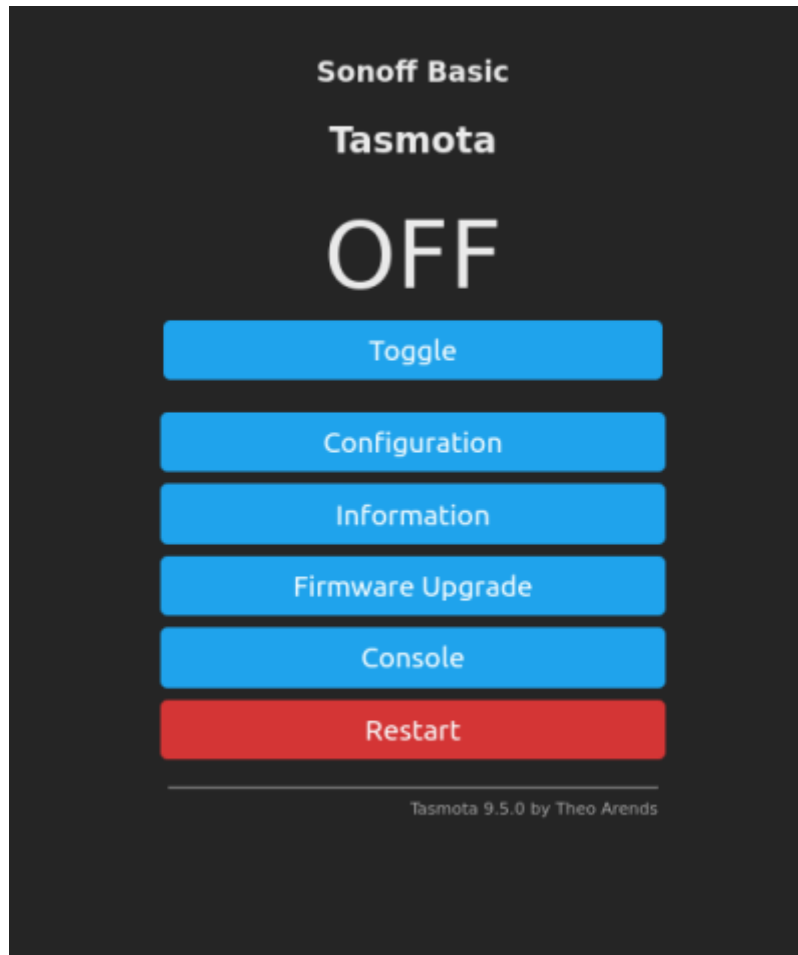 Sonoff Basic
Tasmota
OFF
Toggle
Configuration
Information
Firmware Upgrade
Console
Restart
Tasmota 9.5.0 by Theo Arends